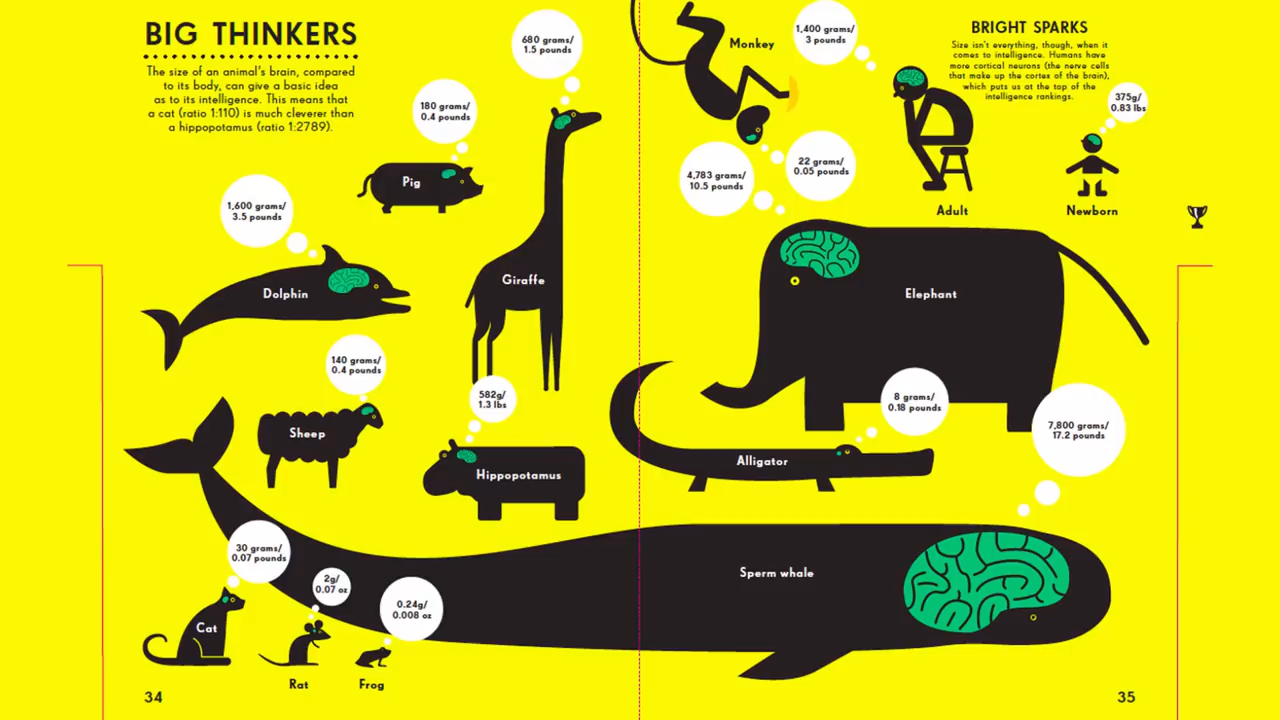 BIG THINKERS
The size of an animal's brain, compared
to its body, can give a basic idea
as to its intelligence. This means that
a cat (ratio 1:110) is much cleverer than
a hippopotamus (ratio 1:2789).
680 grams/
1.5 pounds
180 grams/
0.4 pounds
Pig
1,600 grams/
3.5 pounds
Dolphin
Giraffe
140 grams/
0.4 pounds
Sheep
582g/
1.3 lbs
Hippopotamus
30 grams/
0.07 pounds
Cat
2g/
0.07 oz
Rat
0.24g/
0.008 oz
Frog
34
Monkey
22 grams/
0.05 pounds
1,400 grams/
3 pounds
Adult
BRIGHT SPARKS
Size isn't everything, though, when it
comes to intelligence. Humans have
more cortical neurons (the nerve cells
that make up the cortex of the brain),
which puts us at the top of the
intelligence rankings.
375g/
0.83 lbs
Newborn
4,783 grams/
10.5 pounds
Elephant
8 grams/
0.18 pounds
Alligator
7,800 grams/
17.2 pounds
Sperm whale
35